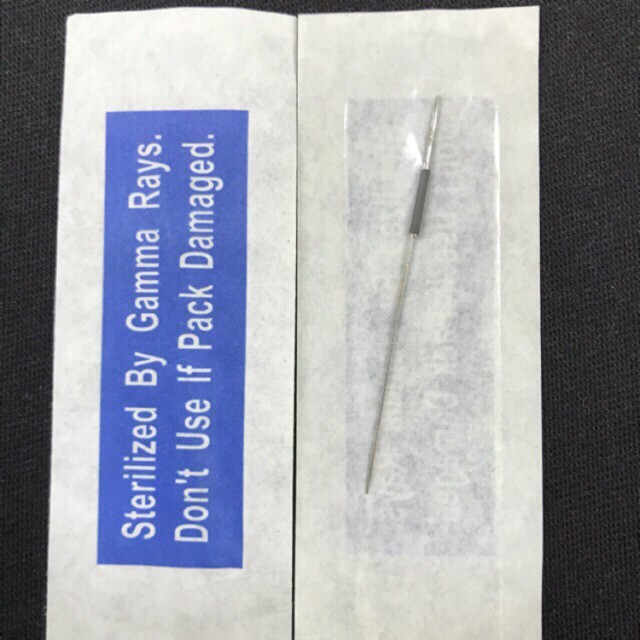 Sterilized By Gamma Rays.
Don't Use If Pack Damaged.